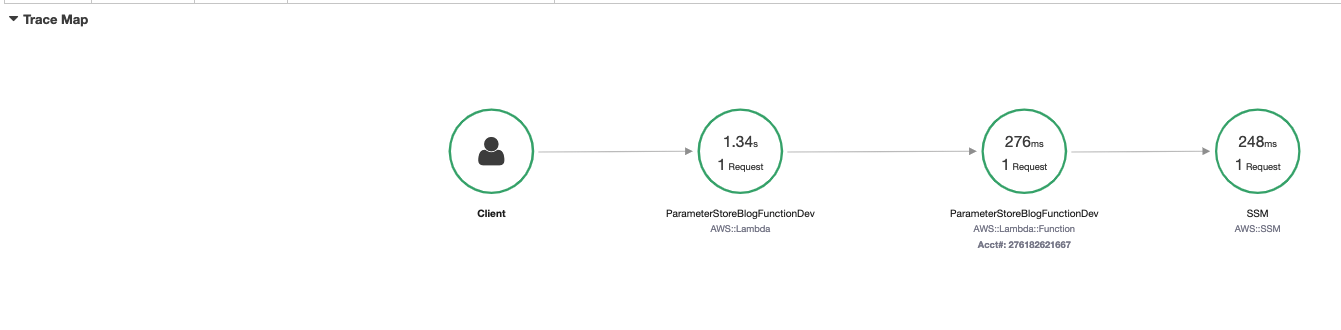 Trace Map
1.34s
1 Request
276ms
1 Request
248ms
1 Request
Client
ParameterStoreBlogFunctionDev
ParameterStoreBlogFunctionDev
SSM
AWS::Lambda
AWS::Lambda::Function
AWS::SSM
Acct#: 276182621667